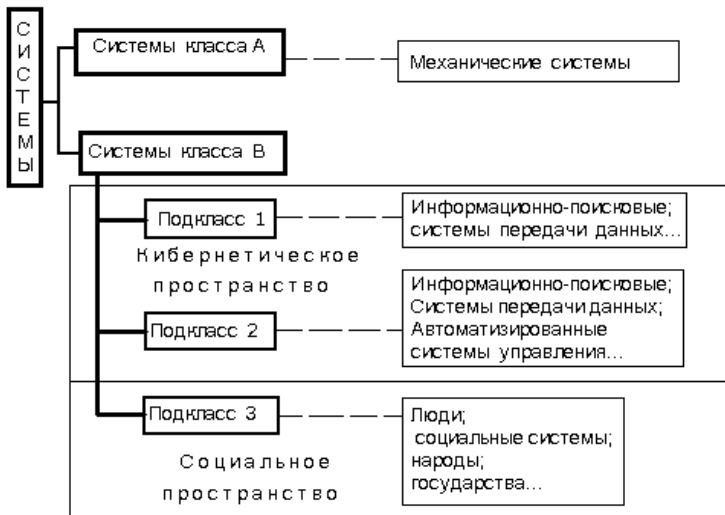 СИСТЕМЫ
Системы класса А
Механические системы
Системы класса В
Подкласс 1
Информационно-поисковые;
системы передачи данных...
Кибернетическое
пространство
Подкласс 2
Информационно-поисковые;
Системы передачи данных;
Автоматизированные
системы управления...
Подкласс 3
Люди;
социальные системы;
народы;
государства...
Социальное
пространство